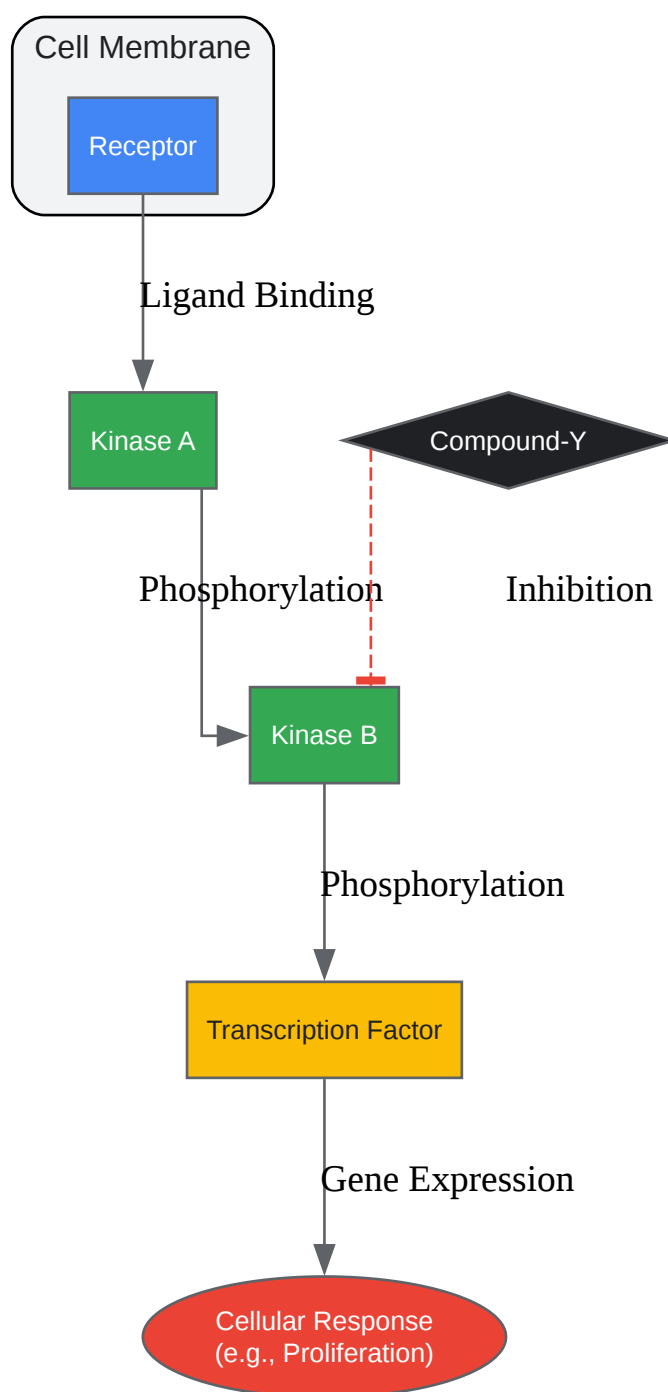 Cell Membrane
Receptor
Ligand Binding
Kinase A
Compound-Y
Phosphorylation
Inhibition
Kinase B
Phosphorylation
Transcription Factor
Gene Expression
Cellular Response
(e.g., Proliferation)